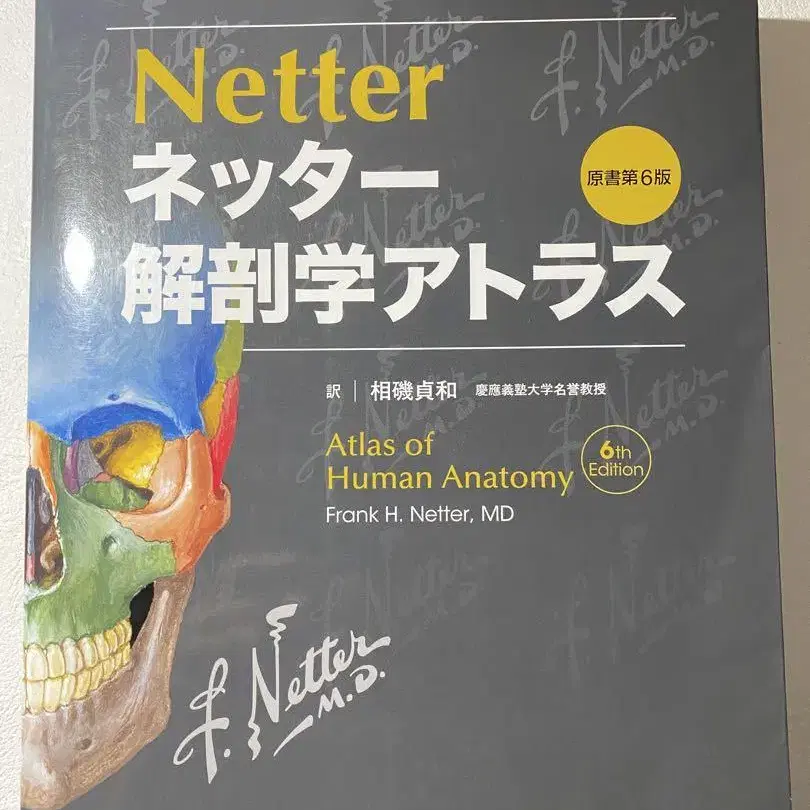 Netter
ネッター
原書第6版
解剖学アトラス
訳｜相磯貞和 慶應義塾大学名誉教授
Atlas of
Human Anatomy
6th
Edition
Frank H. Netter, MD
F. Netter
M.D.